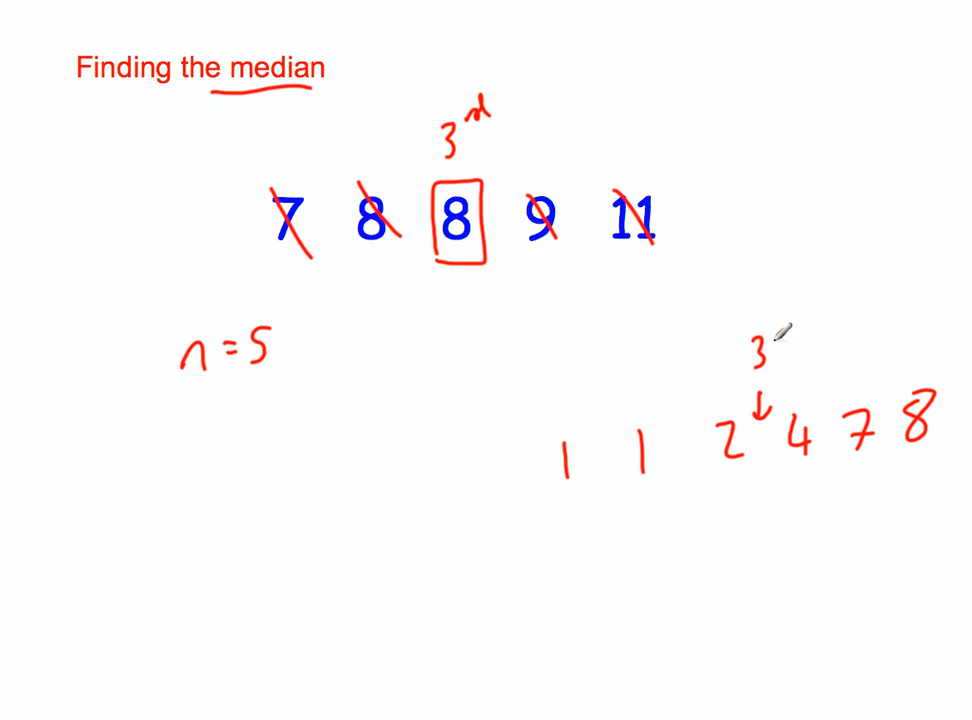 Finding the median
3rd
7 8 8 9 11
n = 5
3
1 1 2 4 7 8